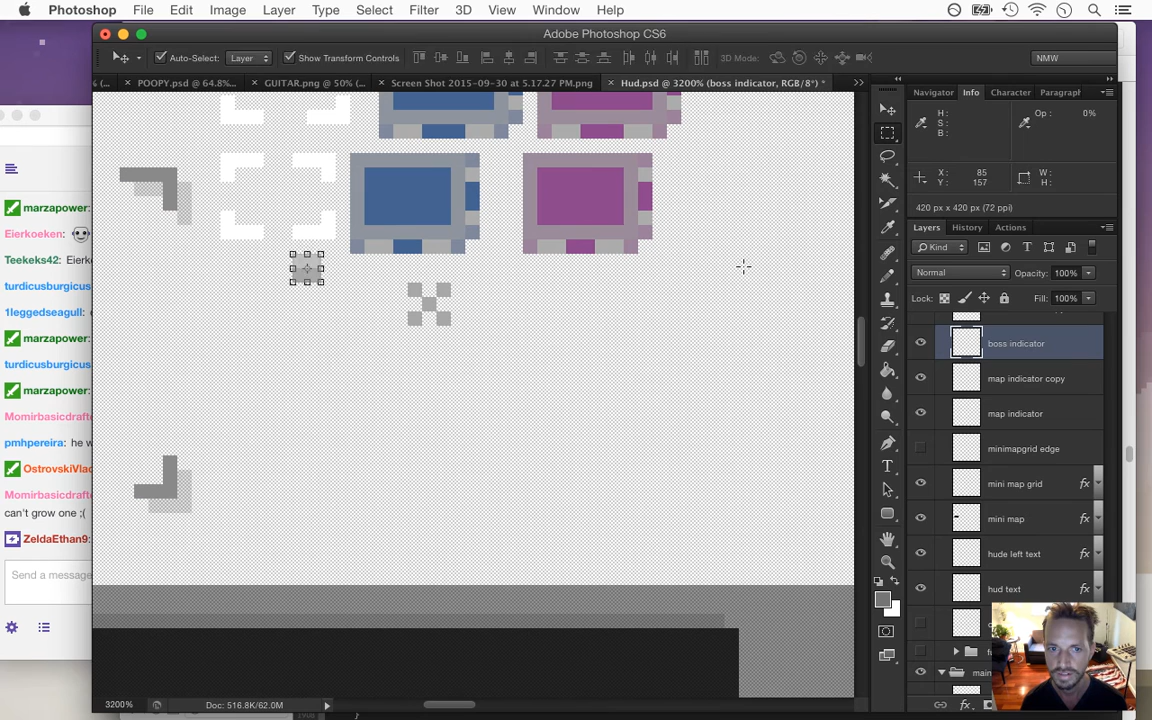 Photoshop File Edit Image Layer Type Select Filter 3D View Window Help
Adobe Photoshop CS6
Auto-Select: Layer Show Transform Controls 3D Mode: NMW
POOPY.psd @ 64.8%... GUITAR.png @ 50% (... Screen Shot 2015-09-30 at 5.17.27 PM.png Hud.psd @ 3200% (boss indicator, RGB/8*) *
Navigator Info Character Paragraph
H: Op: 0%
S:
B:
X: 85 W:
Y: 157 H:
420 px x 420 px (72 ppi)
Layers History Actions
Kind
Normal Opacity: 100%
Lock: Fill: 100%
boss indicator
map indicator copy
map indicator
minimapgrid edge
mini map grid fx
mini map fx
hude left text
hud text
main
marzapower:
Eierkoeken:
Teekeks42: Eierk
turdicusburgicus
1leggedseagull:
marzapower:
turdicusburgicus
marzapower:
Momirbasicdrafte
pmhpereira: he w
OstrovskiVlac
Momirbasicdrafte
can't grow one ;(
ZeldaEthan9:
Send a message
3200% Doc: 516.8K/62.0M